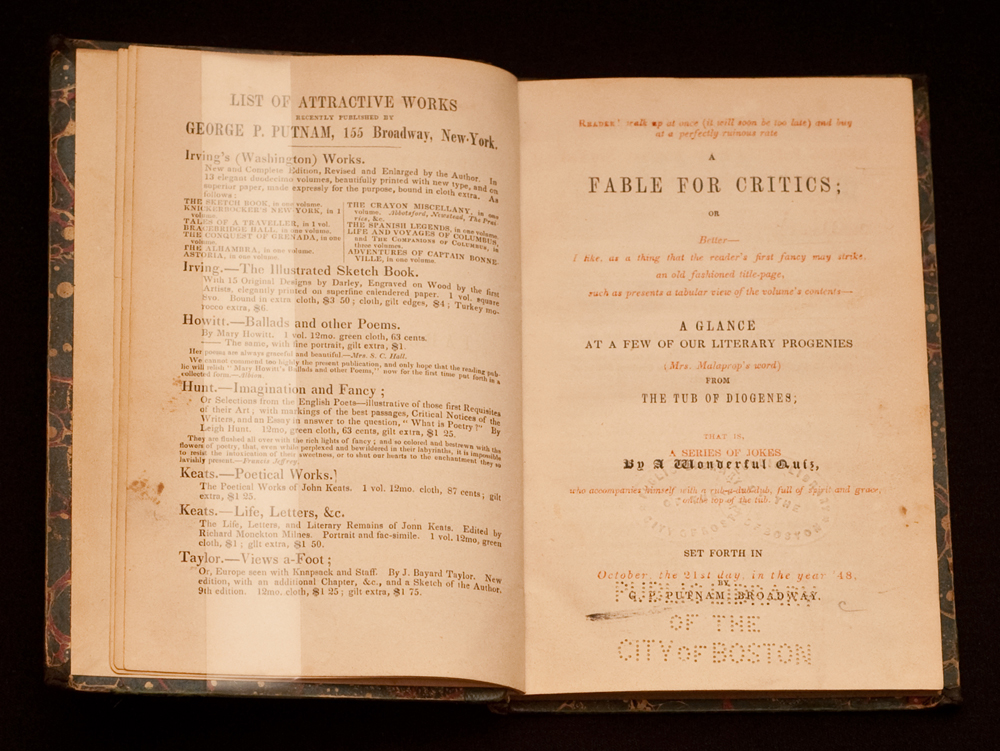 LIST OF ATTRACTIVE WORKS
RECENTLY PUBLISHED BY
GEORGE P. PUTNAM, 155 Broadway, New-York.
Irving's (Washington) Works.
New and Complete Edition, Revised and Enlarged by the Author. In
13 elegant duodecimo volumes, beautifully printed with new type, and on
superior paper, made expressly for the purpose, bound in cloth extra. As
follows:
THE SKETCH BOOK, in one volume.
KNICKERBOCKER'S NEW YORK, in 1
volume.
TALES OF A TRAVELLER, in 1 vol.
BRACEBRIDGE HALL, in one volume.
THE CONQUEST OF GRENADA, in one
volume.
THE ALHAMBRA, in one volume.
ASTORIA, in one volume.
THE CRAYON MISCELLANY, in one
volume. Abbotsford, Newstead, The Prai-
ries, &c.
THE SPANISH LEGENDS, in one volume.
LIFE AND VOYAGES OF COLUMBUS,
and THE COMPANIONS OF COLUMBUS, in
three volumes.
ADVENTURES OF CAPTAIN BONNE-
VILLE, in one volume.
Irving.—The Illustrated Sketch Book.
With 15 Original Designs by Darley, Engraved on Wood by the first
Artists, elegantly printed on superfine calendered paper. 1 vol. square
8vo. Bound in extra cloth, $3 50; cloth, gilt edges, $4; Turkey mo-
rocco extra, $6.
Howitt.—Ballads and other Poems.
By Mary Howitt. 1 vol. 12mo. green cloth, 63 cents.
—— The same, with fine portrait, gilt extra, $1.
Her poems are always graceful and beautiful.—Mrs. S. C. Hall.
We cannot commend too highly the present publication, and only hope that the reading pub-
lic will relish "Mary Howitt's Ballads and other Poems," now for the first time put forth in a
collected form.—Albion.
Hunt.—Imagination and Fancy;
Or Selections from the English Poets—illustrative of those first Requisites
of their Art; with markings of the best passages, Critical Notices of the
Writers, and an Essay in answer to the question, "What is Poetry?" By
Leigh Hunt. 12mo, green cloth, 63 cents, gilt extra, $1 25.
They are flushed all over with the rich lights of fancy; and so colored and bestrewn with the
flowers of poetry, that, even while perplexed and bewildered in their labyrinths, it is impossible
to resist the intoxication of their sweetness, or to shut our hearts to the enchantment they so
lavishly present.—Francis Jeffrey.
Keats.—Poetical Works.
The Poetical Works of John Keats. 1 vol. 12mo. cloth, 87 cents; gilt
extra, $1 25.
Keats.—Life, Letters, &c.
The Life, Letters, and Literary Remains of John Keats. Edited by
Richard Monckton Milnes. Portrait and fac-simile. 1 vol. 12mo, green
cloth, $1; gilt extra, $1 50.
Taylor.—Views a-Foot;
Or, Europe seen with Knapsack and Staff. By J. Bayard Taylor. New
edition, with an additional Chapter, &c., and a Sketch of the Author.
9th edition. 12mo. cloth, $1 25; gilt extra, $1 75.
READER! walk up at once (it will soon be too late) and buy
at a perfectly ruinous rate
A
FABLE FOR CRITICS;
OR
Better—
I like, as a thing that the reader's first fancy may strike,
an old fashioned title-page,
such as presents a tabular view of the volume's contents—
A GLANCE
AT A FEW OF OUR LITERARY PROGENIES
(Mrs. Malaprop's word)
FROM
THE TUB OF DIOGENES;
THAT IS,
A SERIES OF JOKES
By A Wonderful Quiz,
who accompanies himself with a rub-a-dub-dub, full of spirit and grace,
on the top of the tub.
SET FORTH IN
October, the 21st day, in the year '48,
BY
G. P. PUTNAM, BROADWAY.
PUBLIC LIBRARY
OF THE
CITY OF BOSTON